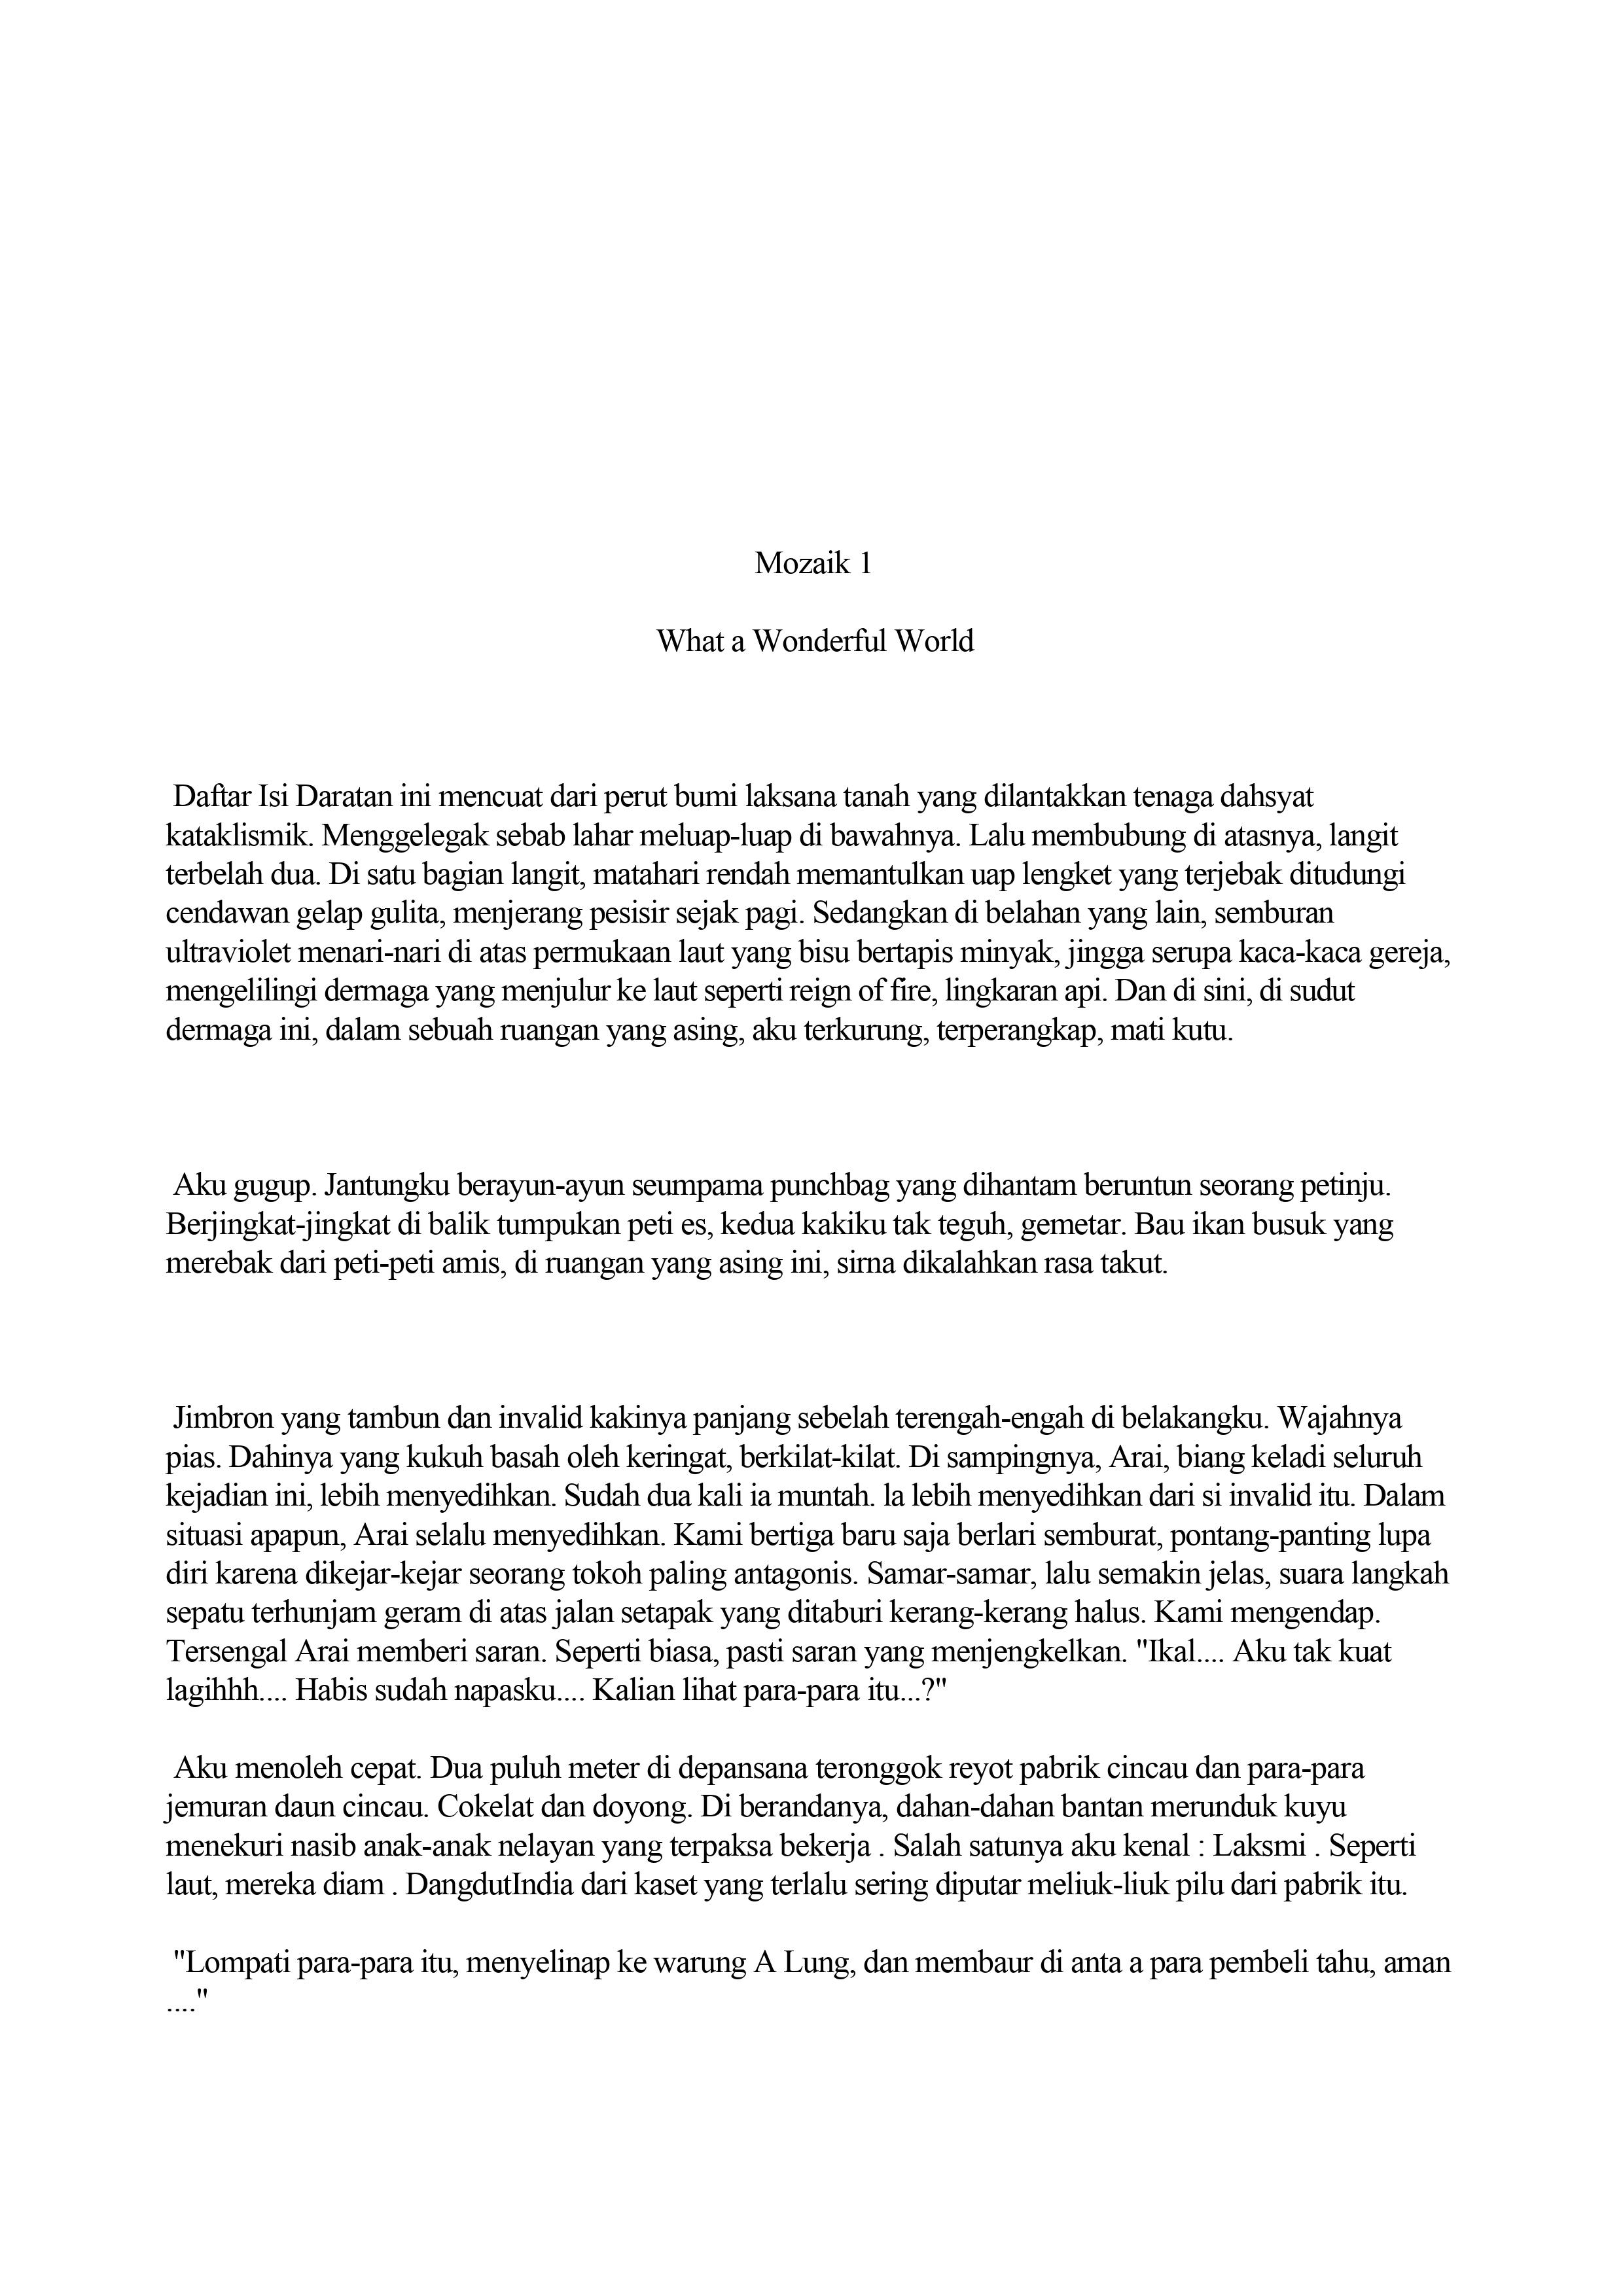 Mozaik 1
What a Wonderful World
Daftar Isi Daratan ini mencuat dari perut bumi laksana tanah yang dilantakkan tenaga dahsyat
kataklismik. Menggelegak sebab lahar meluap-luap di bawahnya. Lalu membubung di atasnya, langit
terbelah dua. Di satu bagian langit, matahari rendah memantulkan uap lengket yang terjebak ditudungi
cendawan gelap gulita, menjerang pesisir sejak pagi. Sedangkan di belahan yang lain, semburan
ultraviolet menari-nari di atas permukaan laut yang bisu bertapis minyak, jingga serupa kaca-kaca gereja,
mengelilingi dermaga yang menjulur ke laut seperti reign of fire, lingkaran api. Dan di sini, di sudut
dermaga ini, dalam sebuah ruangan yang asing, aku terkurung, terperangkap, mati kutu.
Aku gugup. Jantungku berayun-ayun seumpama punchbag yang dihantam beruntun seorang petinju.
Berjingkat-jingkat di balik tumpukan peti es, kedua kakiku tak teguh, gemetar. Bau ikan busuk yang
merebak dari peti-peti amis, di ruangan yang asing ini, sirna dikalahkan rasa takut.
Jimbron yang tambun dan invalid kakinya panjang sebelah terengah-engah di belakangku. Wajahnya
pias. Dahinya yang kukuh basah oleh keringat, berkilat-kilat. Di sampingnya, Arai, biang keladi seluruh
kejadian ini, lebih menyedihkan. Sudah dua kali ia muntah. la lebih menyedihkan dari si invalid itu. Dalam
situasi apapun, Arai selalu menyedihkan. Kami bertiga baru saja berlari semburat, pontang-panting lupa
diri karena dikejar-kejar seorang tokoh paling antagonis. Samar-samar, lalu semakin jelas, suara langkah
sepatu terhunjam geram di atas jalan setapak yang ditaburi kerang-kerang halus. Kami mengendap.
Tersengal Arai memberi saran. Seperti biasa, pasti saran yang menjengkelkan. "Ikal.... Aku tak kuat
lagihhh.... Habis sudah napasku.... Kalian lihat para-para itu...?"
Aku menoleh cepat. Dua puluh meter di depansana teronggok reyot pabrik cincau dan para-para
jemuran daun cincau. Cokelat dan doyong. Di berandanya, dahan-dahan bantan merunduk kuyu
menekuri nasib anak-anak nelayan yang terpaksa bekerja . Salah satunya aku kenal : Laksmi . Seperti
laut, mereka diam . DangdutIndia dari kaset yang terlalu sering diputar meliuk-liuk pilu dari pabrik itu.
"Lompati para-para itu, menyelinap ke warung A Lung, dan membaur di anta a para pembeli tahu, aman
...."